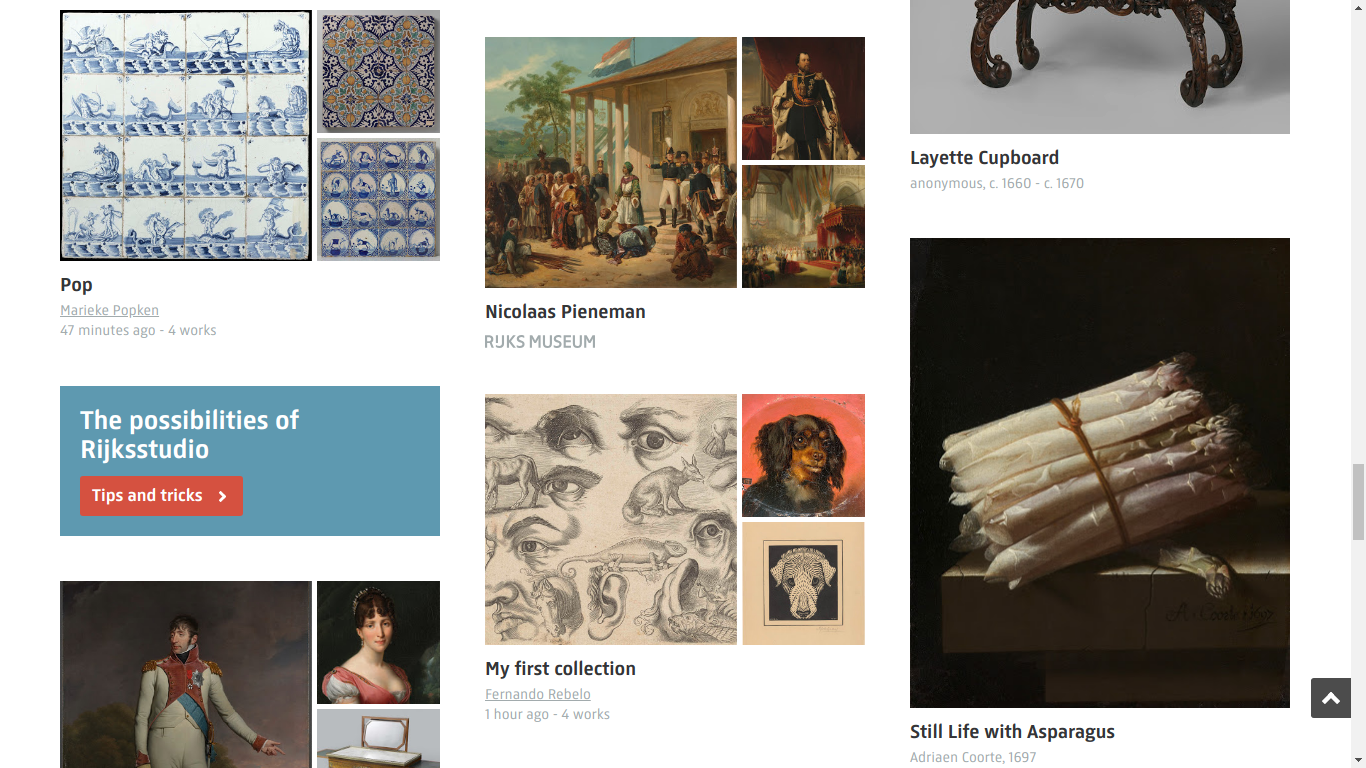 Pop
Marieke Popken
47 minutes ago - 4 works
The possibilities of
Rijksstudio
Tips and tricks
Nicolaas Pieneman
RIJKS MUSEUM
My first collection
Fernando Rebelo
1 hour ago - 4 works
Layette Cupboard
anonymous, c. 1660 - c. 1670
Still Life with Asparagus
Adriaen Coorte, 1697